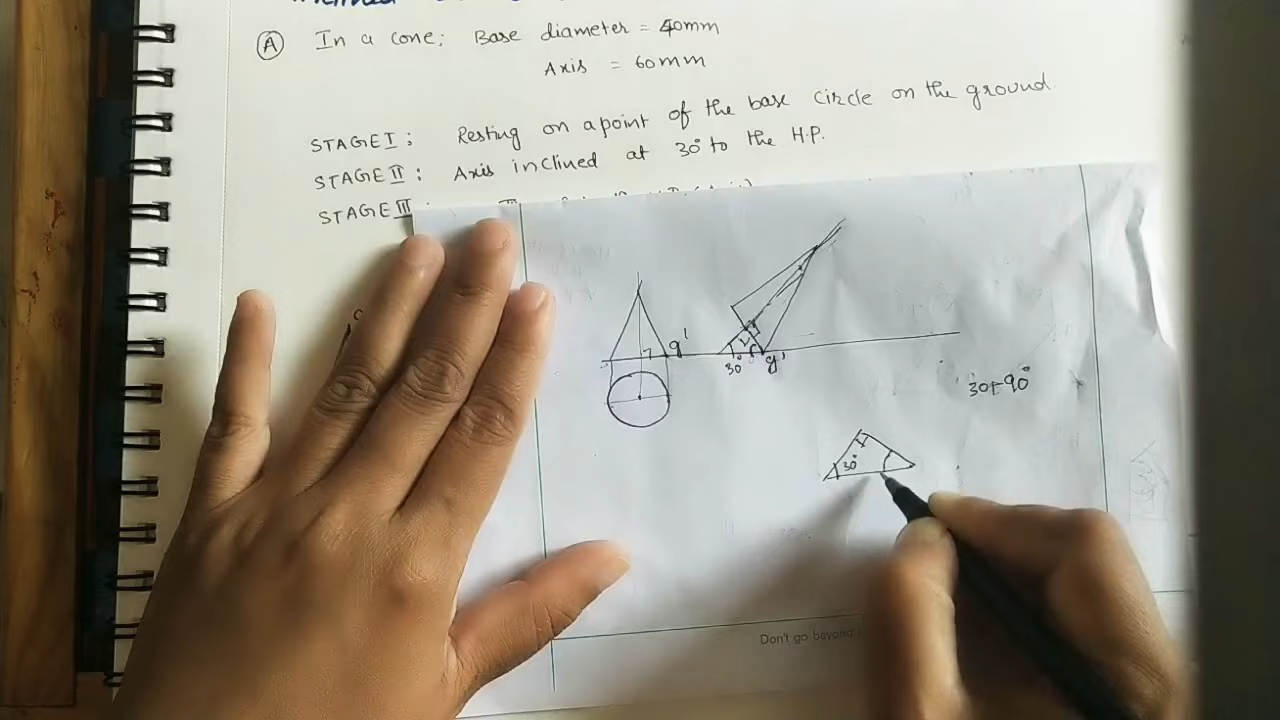 Inclined
Ⓐ In a cone; Base diameter = 40mm
Axis = 60mm
STAGE I : Resting on a point of the base circle on the ground.
STAGE II : Axis inclined at 30° to the H.P.
STAGE III
g'
30° g'
30+90°
30°
Don't go beyond